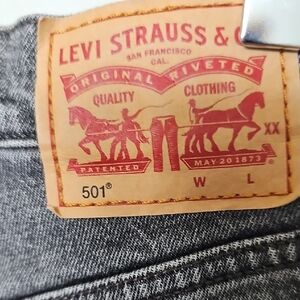 LEVI STRAUSS & C
SAN FRANCISCO
CAL.
ORIGINAL RIVETED
QUALITY CLOTHING
XX
PATENTED MAY 20 1873
501® W L